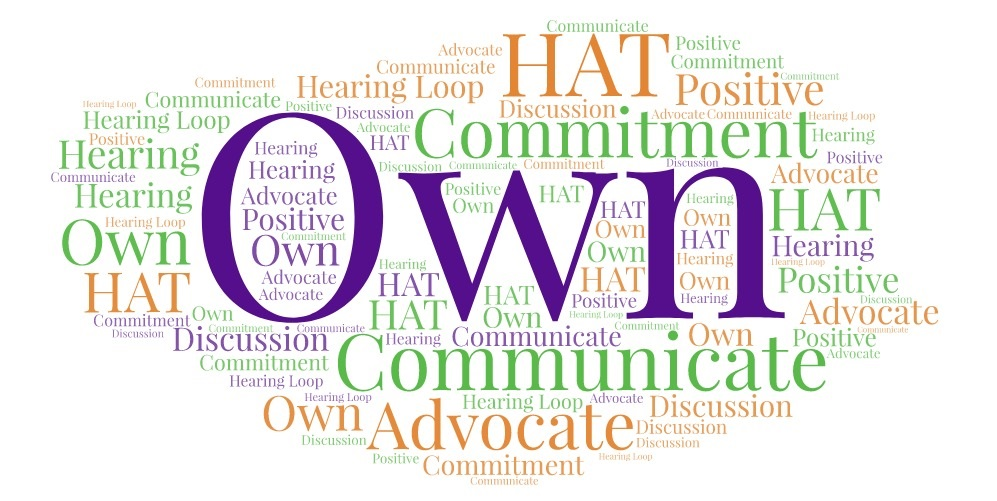 Communicate
Advocate HAT Positive
Communicate Commitment
Commitment Hearing Loop Positive Commitment
Hearing Loop Communicate Positive Discussion Discussion Advocate Communicate Hearing Loop
Hearing Loop Advocate Commitment Hearing
Positive HAT
Hearing Own Hearing Discussion Communicate Commitment Discussion Positive
Communicate Hearing Advocate
Hearing Advocate Positive HAT Hearing HAT
Hearing Loop Positive Own HAT Own
Own Own Commitment Own HAT Hearing
Hearing Hearing Hearing Loop
HAT Advocate HAT HAT Own Positive
Advocate HAT Positive Hearing Discussion
Commitment Own HAT Own Hearing Loop Advocate
Discussion Commitment Communicate Commitment Communicate
Discussion Hearing Communicate Own Positive
Commitment Communicate Advocate
Hearing Loop
Hearing Loop Hearing Loop Advocate Discussion
Own Advocate Discussion
Discussion Discussion
Positive Commitment Hearing Loop
Communicate